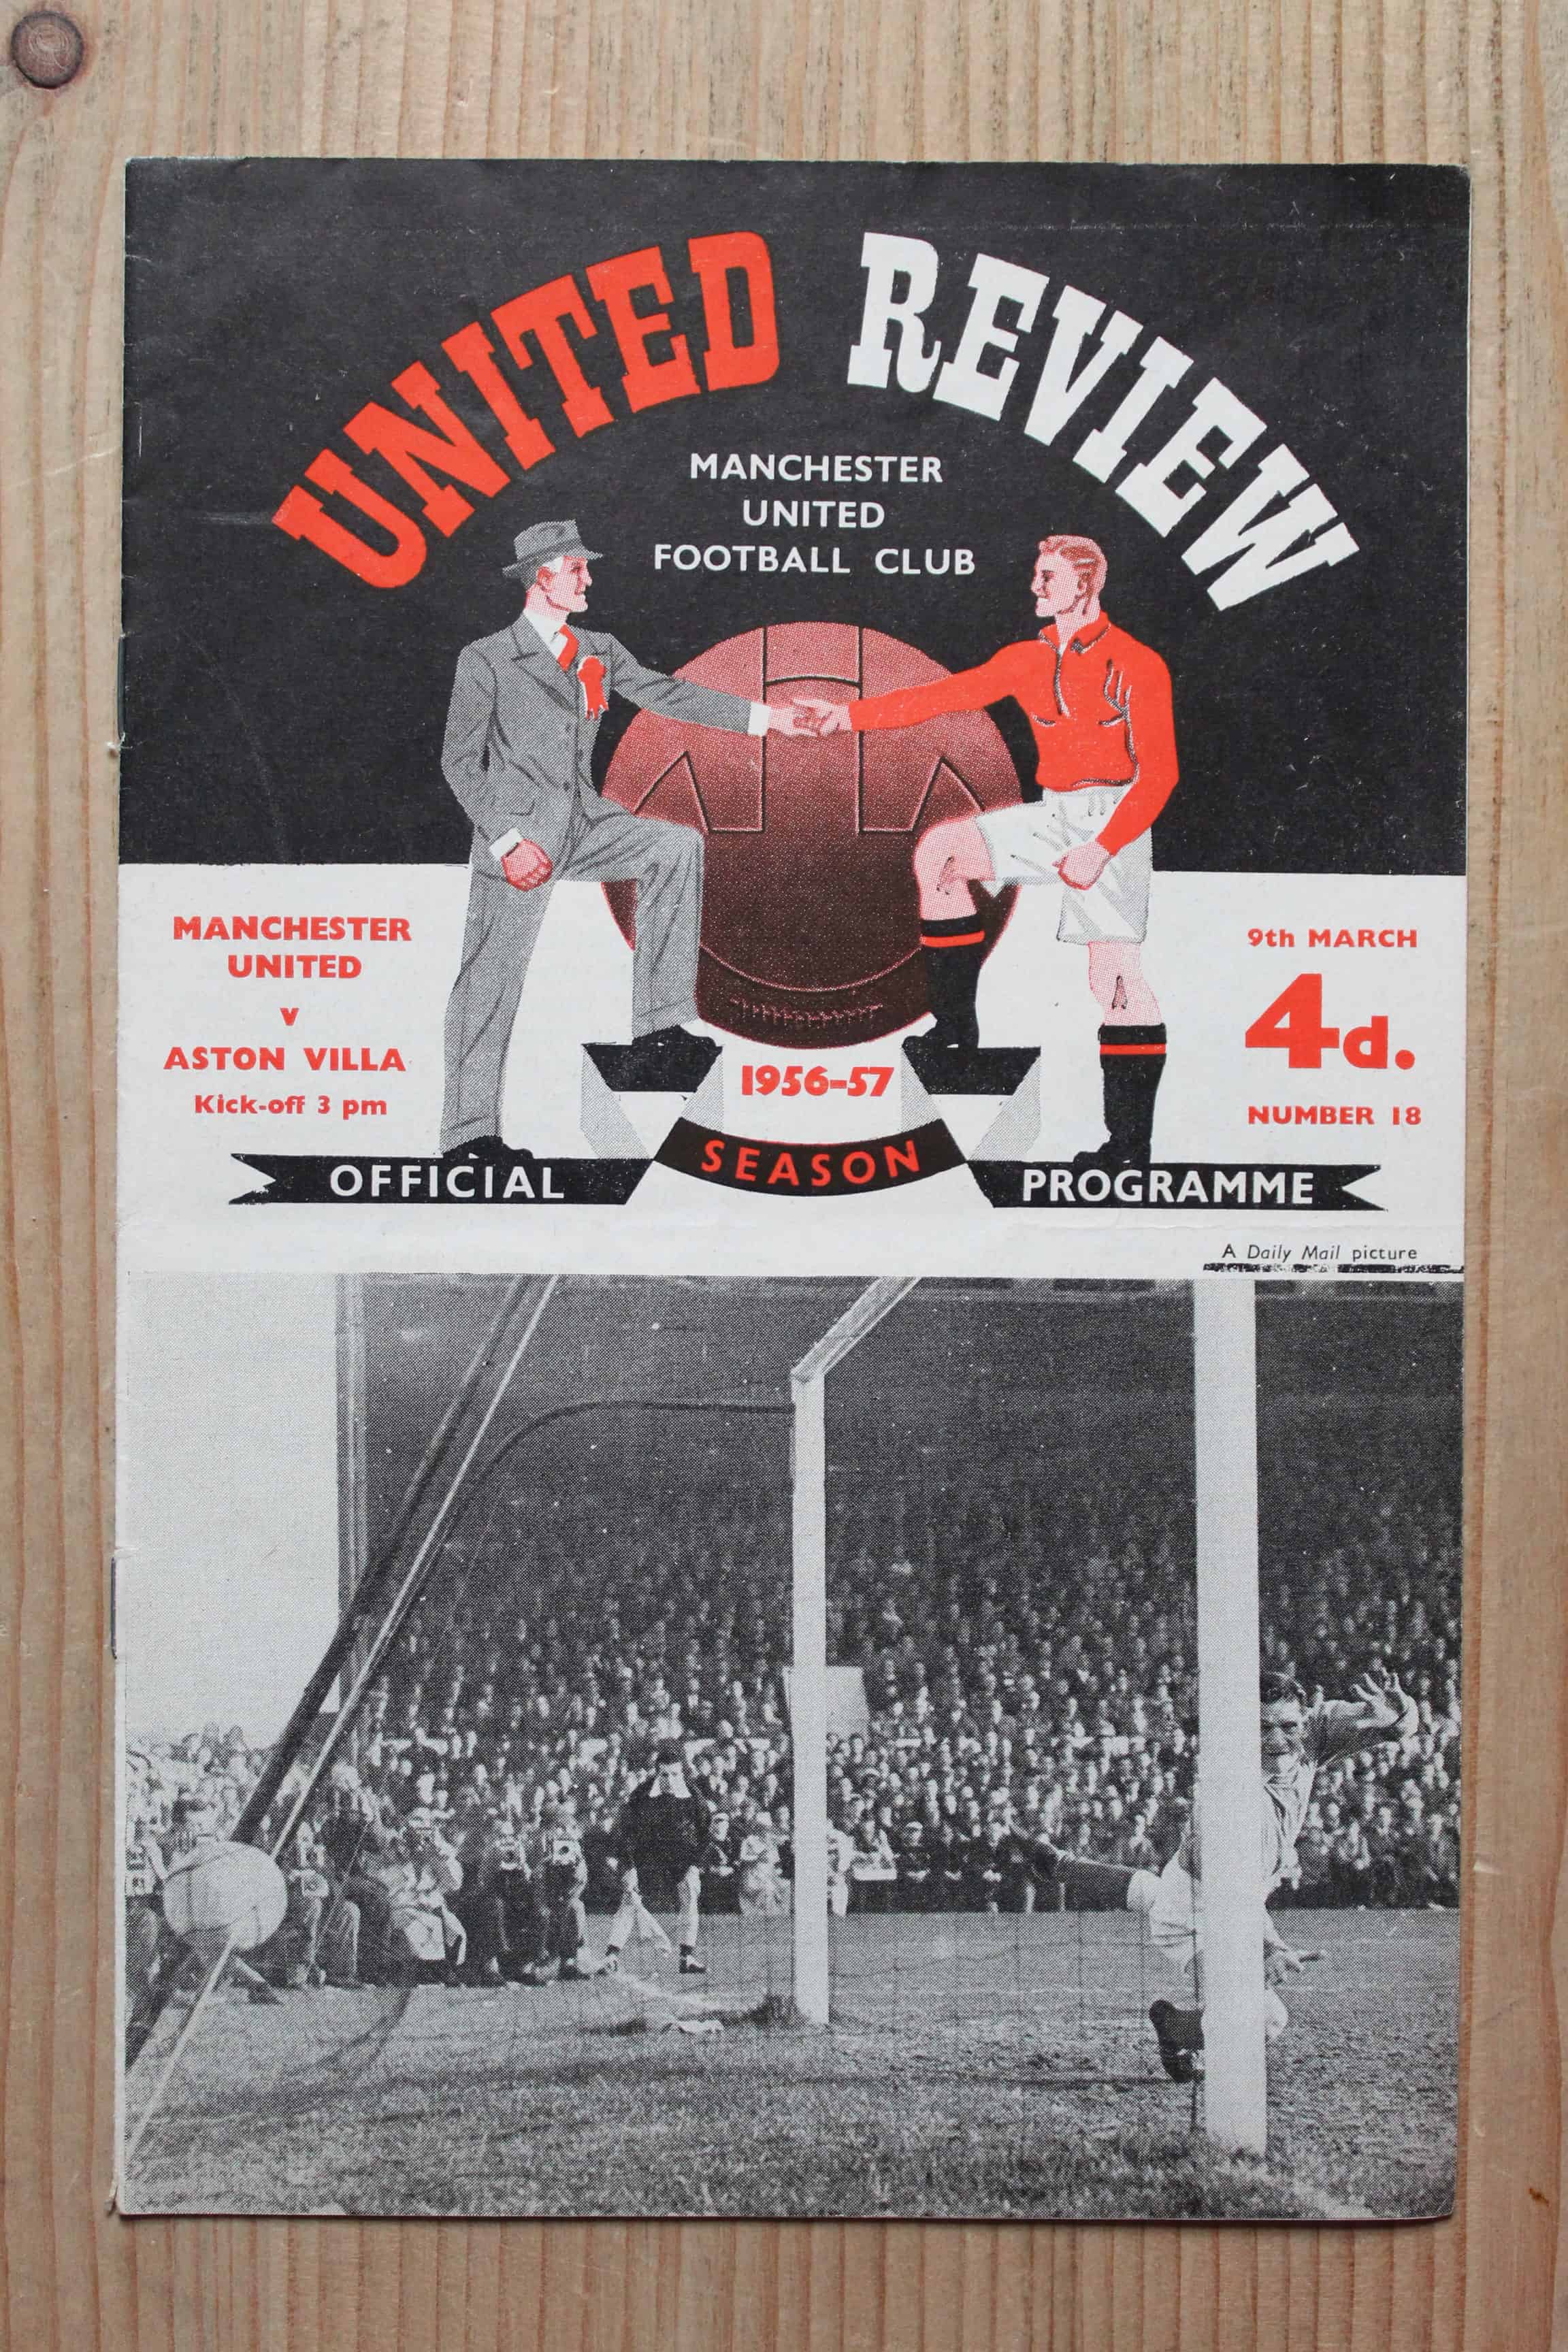 UNITED REVIEW
MANCHESTER
UNITED
FOOTBALL CLUB
MANCHESTER
UNITED
v
ASTON VILLA
Kick-off 3 pm
9th MARCH
4d.
NUMBER 18
1956-57
OFFICIAL SEASON PROGRAMME
A Daily Mail picture